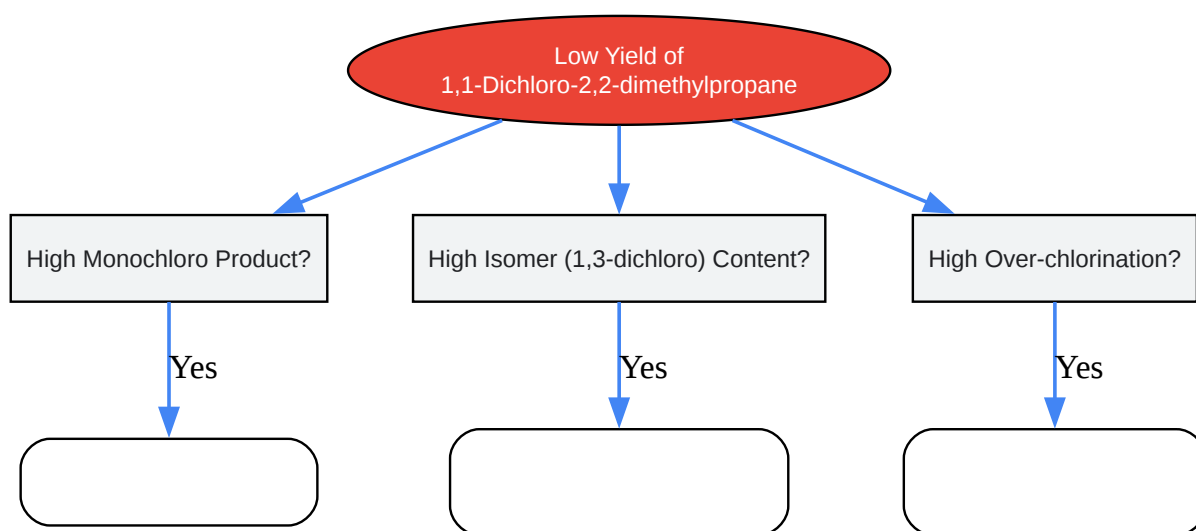 Low Yield of
1,1-Dichloro-2,2-dimethylpropane
High Monochloro Product?
High Isomer (1,3-dichloro) Content?
High Over-chlorination?
Yes
Yes
Yes